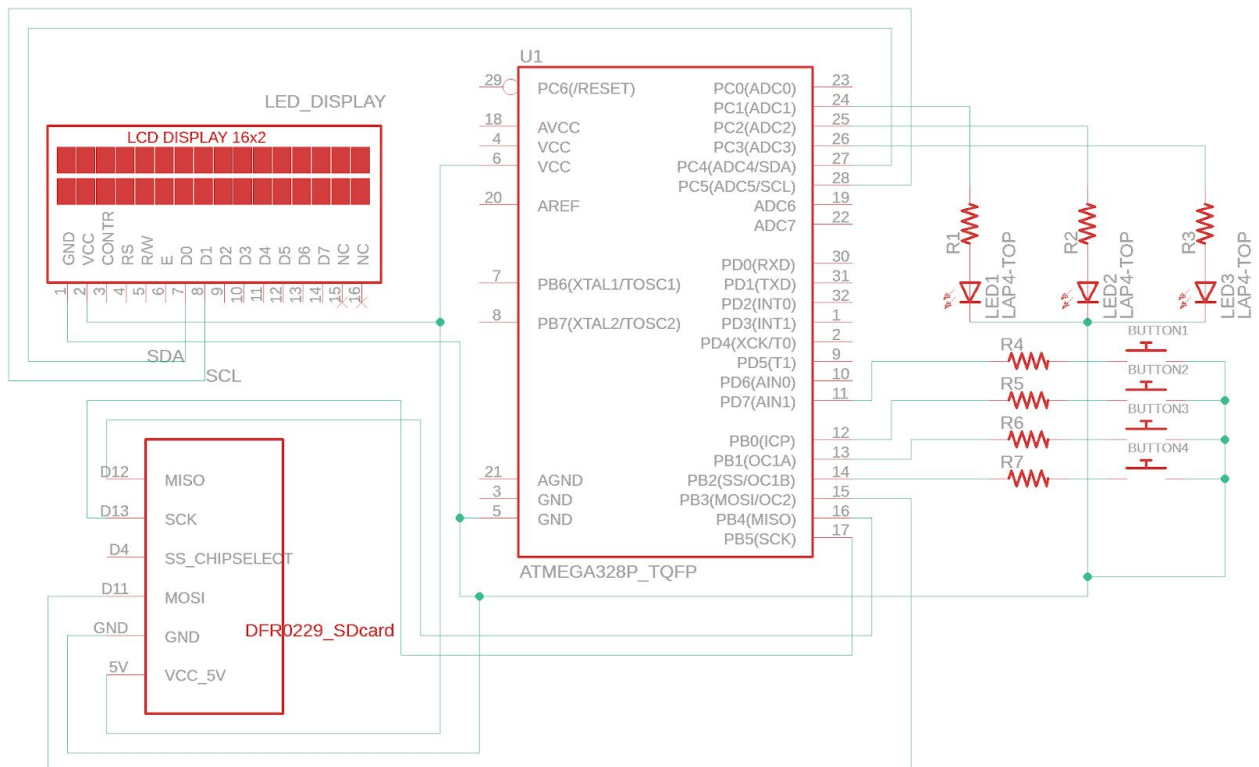 LED_DISPLAY
LCD DISPLAY 16x2
GND
VCC
CONTR
RS
R/W
E
D0
D1
D2
D3
D4
D5
D6
D7
NC
NC
1
2
3
4
5
6
7
8
9
10
11
12
13
14
15
16
SDA
SCL
D12 MISO
D13 SCK
D4 SS_CHIPSELECT
D11 MOSI
GND GND
5V VCC_5V
DFR0229_SDcard
U1
29 PC6(/RESET)
18 AVCC
4 VCC
6 VCC
20 AREF
7 PB6(XTAL1/TOSC1)
8 PB7(XTAL2/TOSC2)
21 AGND
3 GND
5 GND
PC0(ADC0) 23
PC1(ADC1) 24
PC2(ADC2) 25
PC3(ADC3) 26
PC4(ADC4/SDA) 27
PC5(ADC5/SCL) 28
ADC6 19
ADC7 22
PD0(RXD) 30
PD1(TXD) 31
PD2(INT0) 32
PD3(INT1) 1
PD4(XCK/T0) 2
PD5(T1) 9
PD6(AIN0) 10
PD7(AIN1) 11
PB0(ICP) 12
PB1(OC1A) 13
PB2(SS/OC1B) 14
PB3(MOSI/OC2) 15
PB4(MISO) 16
PB5(SCK) 17
ATMEGA328P_TQFP
R1
LED1
LAP4-TOP
R2
LED2
LAP4-TOP
R3
LED3
LAP4-TOP
R4
BUTTON1
R5
BUTTON2
R6
BUTTON3
R7
BUTTON4